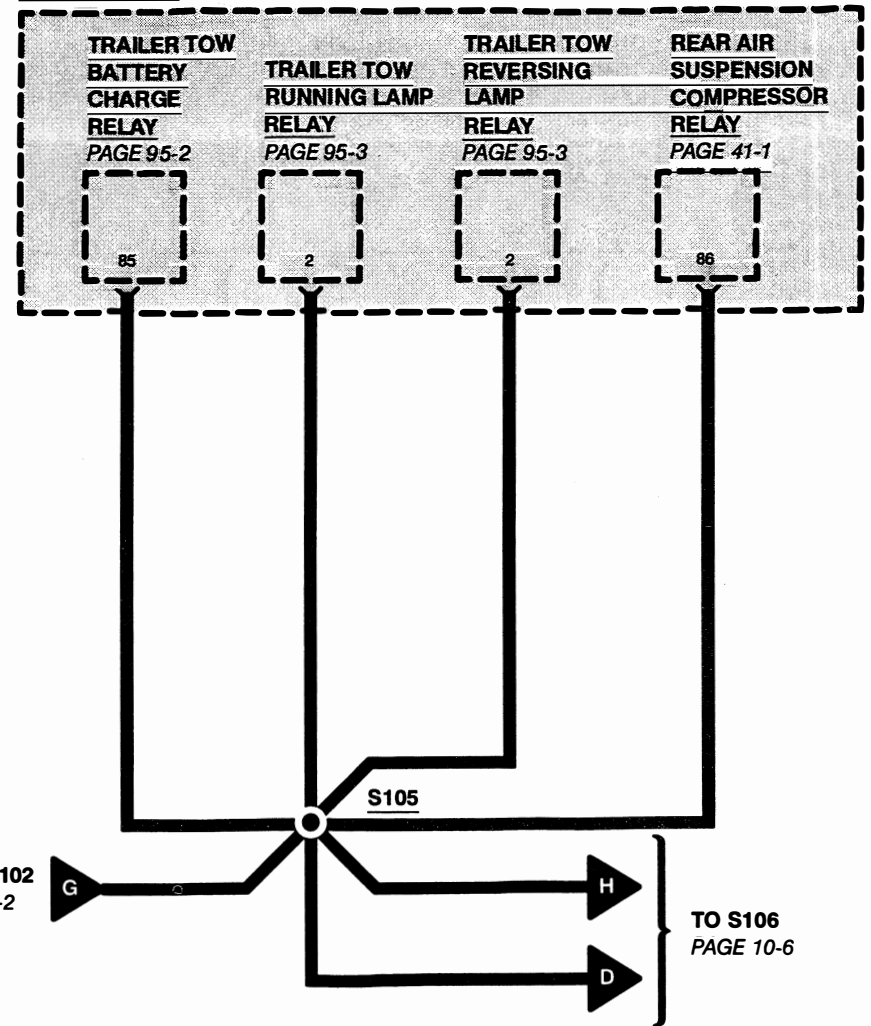 TRAILER TOW
BATTERY
CHARGE
RELAY
PAGE 95-2
TRAILER TOW
RUNNING LAMP
RELAY
PAGE 95-3
TRAILER TOW
REVERSING
LAMP
RELAY
PAGE 95-3
REAR AIR
SUSPENSION
COMPRESSOR
RELAY
PAGE 41-1
85
2
2
86
S105
102
-2
G
H
D
TO S106
PAGE 10-6